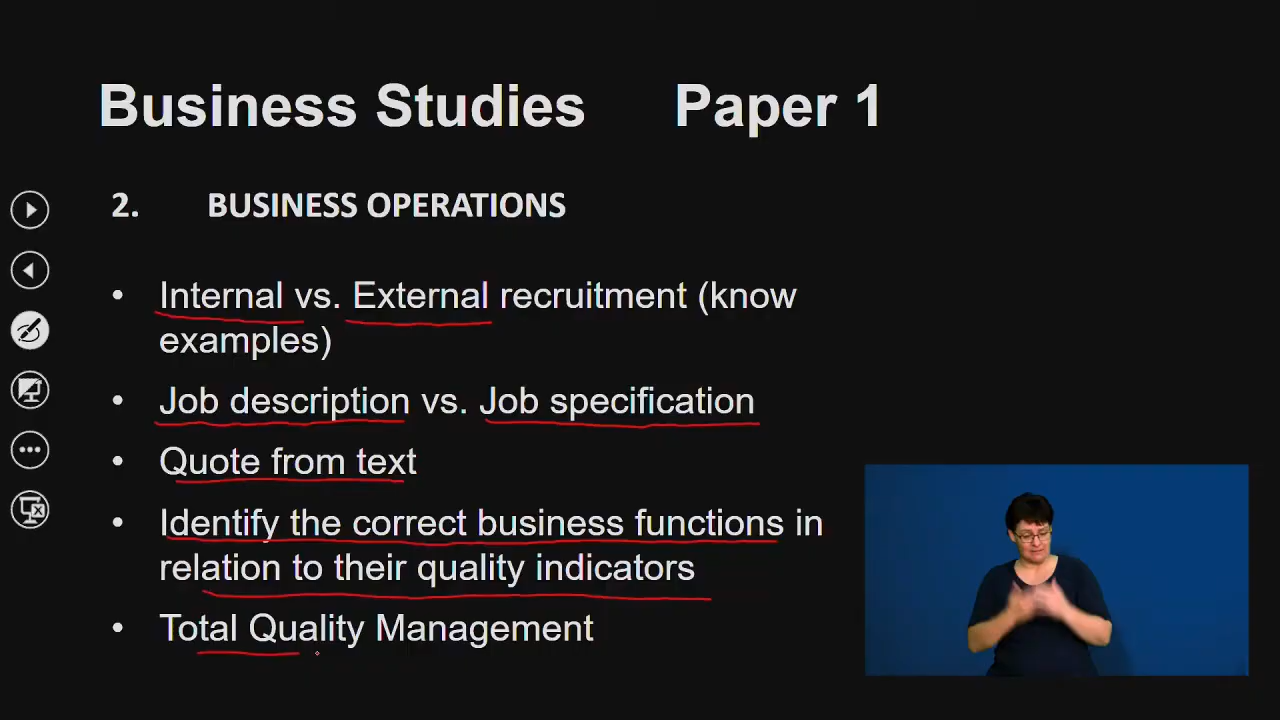 Business Studies Paper 1
2. BUSINESS OPERATIONS
• Internal vs. External recruitment (know
examples)
• Job description vs. Job specification
• Quote from text
• Identify the correct business functions in
relation to their quality indicators
• Total Quality Management